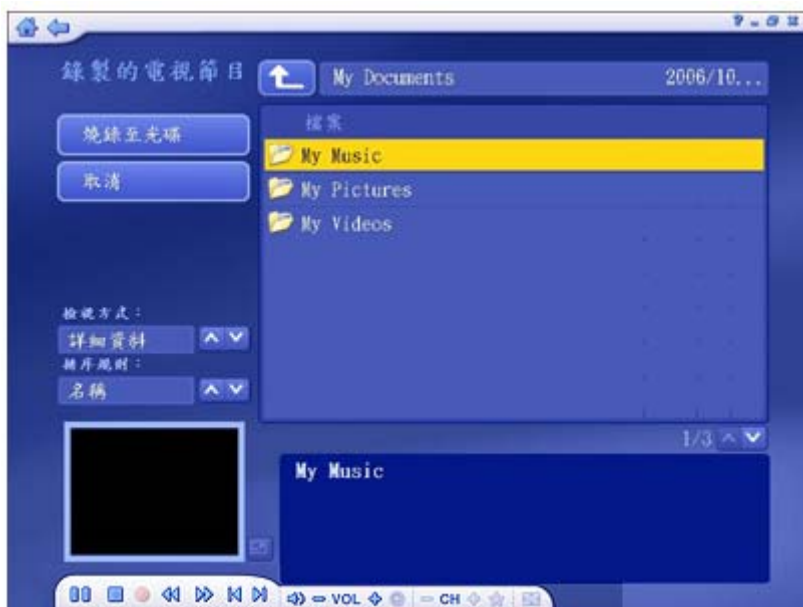 錄製的電視節目
My Documents 2006/10...
燒錄至光碟
取消
檔案
My Music
My Pictures
My Videos
檢視方式：
詳細資料
排序規則：
名稱
1/3
My Music
VOL
CH